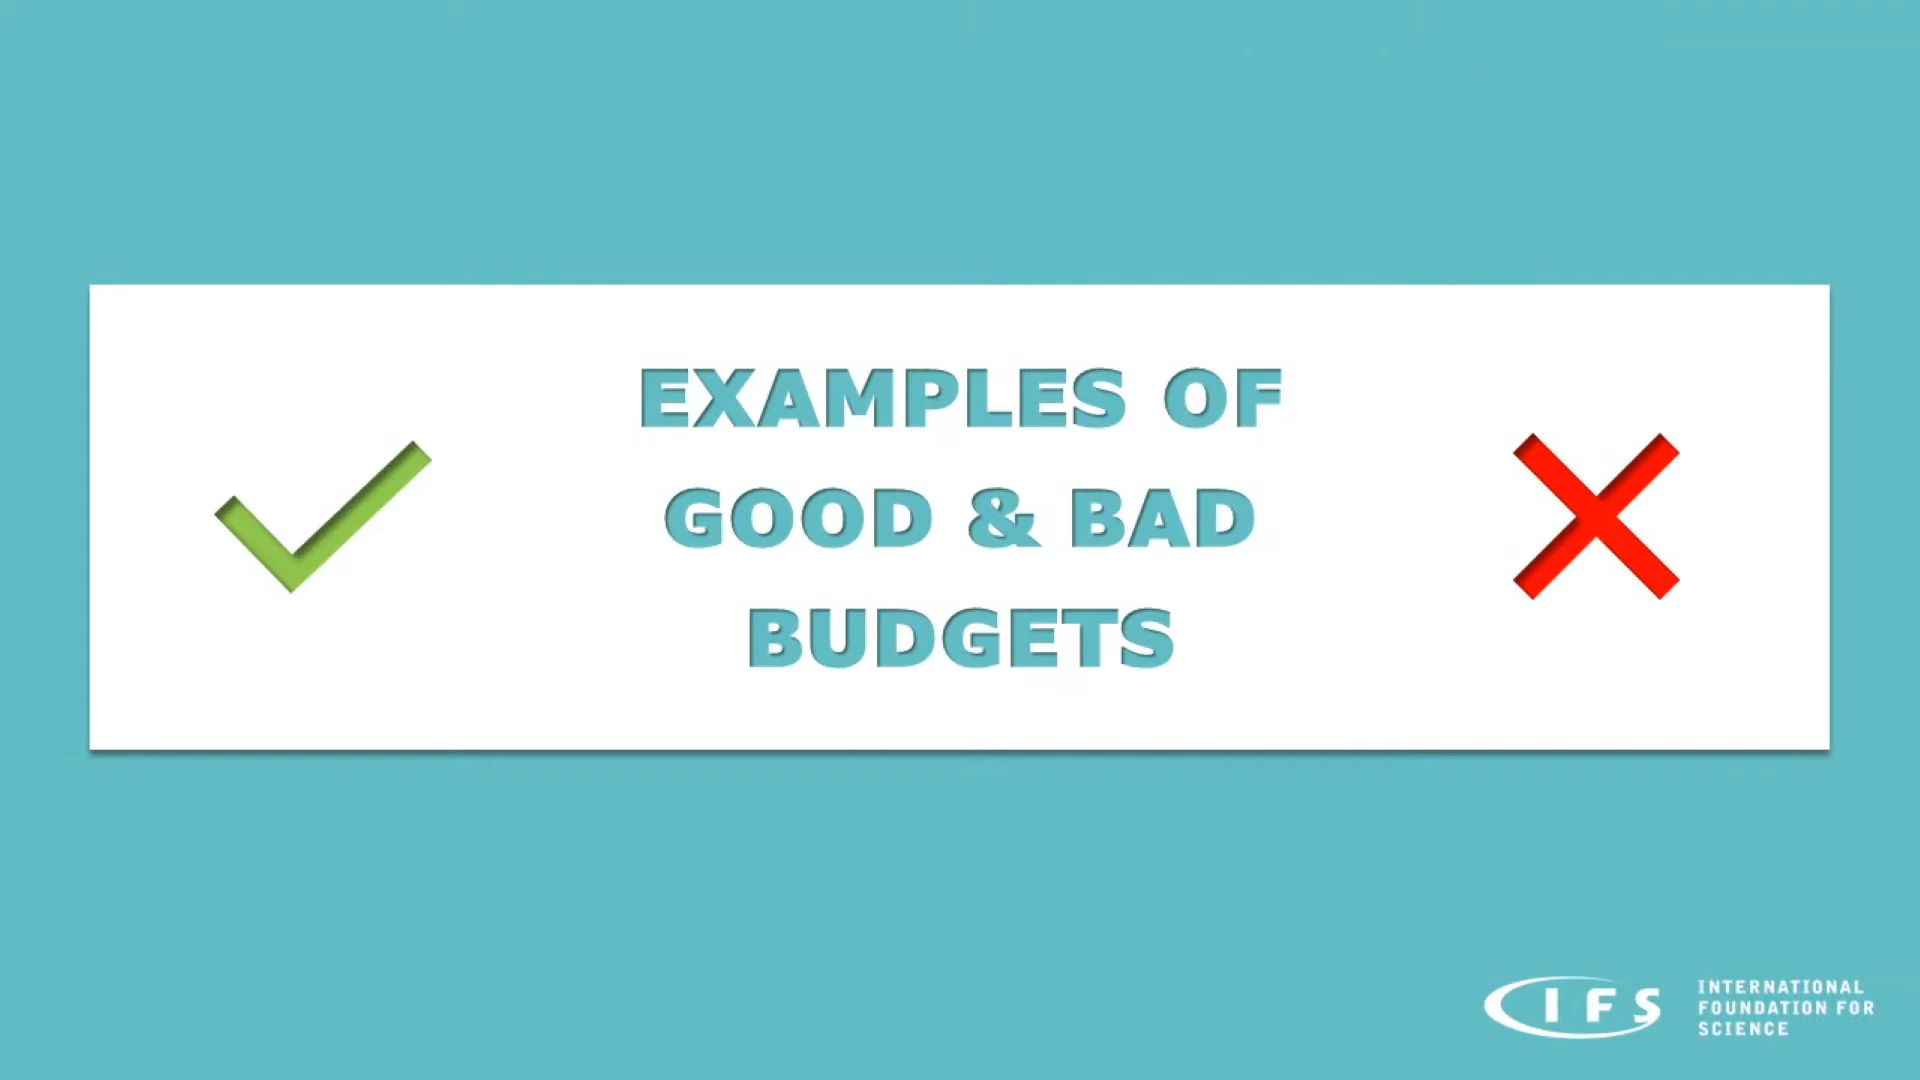 EXAMPLES OF
GOOD & BAD
BUDGETS
IFS
INTERNATIONAL
FOUNDATION FOR
SCIENCE